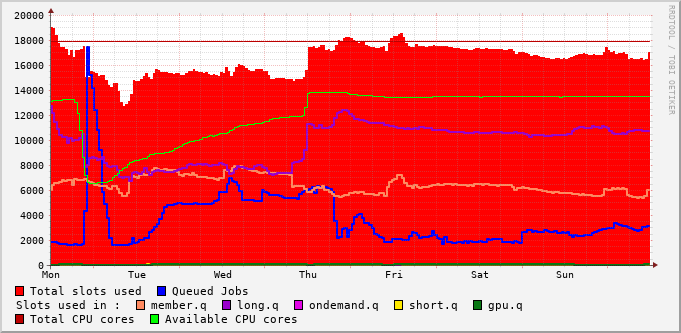 20000
18000
16000
14000
12000
10000
8000
6000
4000
2000
0
Mon Tue Wed Thu Fri Sat Sun
RRDTOOL / TOBI OETIKER
Total slots used Queued Jobs
Slots used in : member.q long.q ondemand.q short.q gpu.q
Total CPU cores Available CPU cores